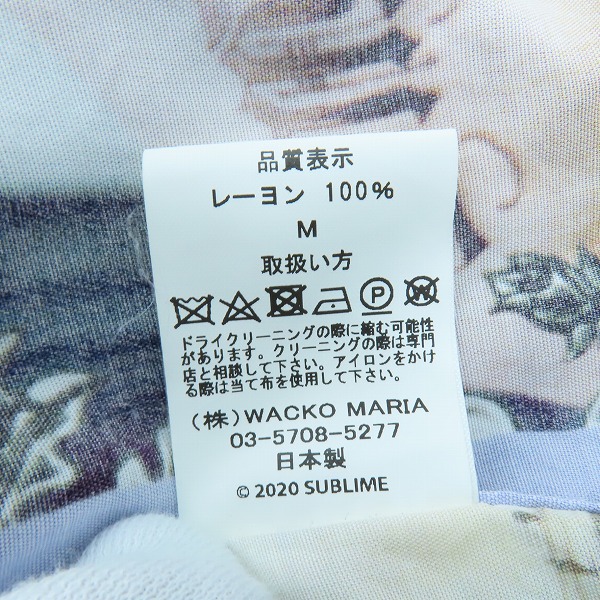 品質表示
レーヨン 100%
M
取扱い方
P W
ドライクリーニングの際に縮む可能性
があります。クリーニングの際は専門
店と相談して下さい。アイロンをかけ
る際は当て布を使用して下さい。
(株) WACKO MARIA
03-5708-5277
日本製
© 2020 SUBLIME